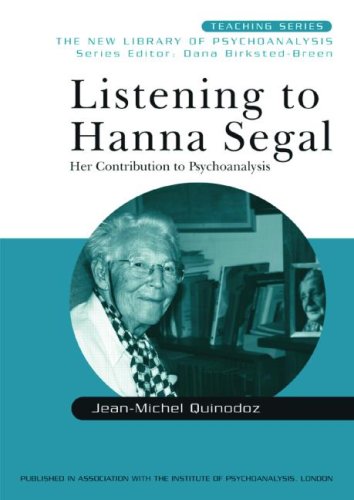 TEACHING SERIES
THE NEW LIBRARY OF PSYCHOANALYSIS
Series Editor: Dana Birksted-Breen
Listening to
Hanna Segal
Her Contribution to Psychoanalysis
Jean-Michel Quinodoz
PUBLISHED IN ASSOCIATION WITH THE INSTITUTE OF PSYCHOANALYSIS, LONDON